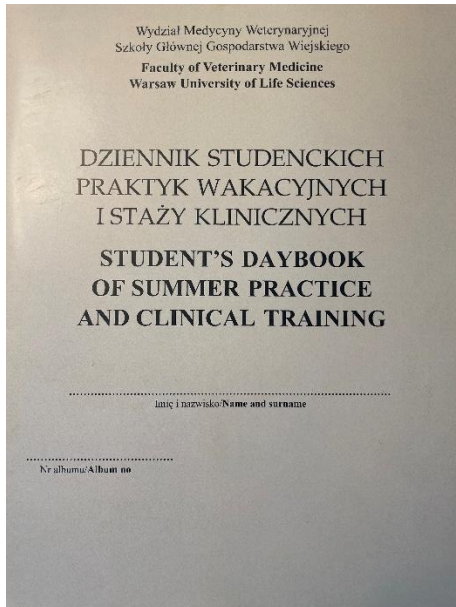 Wydział Medycyny Weterynaryjnej
Szkoły Głównej Gospodarstwa Wiejskiego
Faculty of Veterinary Medicine
Warsaw University of Life Sciences
DZIENNIK STUDENCKICH
PRAKTYK WAKACYJNYCH
I STAŻY KLINICZNYCH
STUDENT'S DAYBOOK
OF SUMMER PRACTICE
AND CLINICAL TRAINING
Imię i nazwisko/Name and surname
Nr albumu/Album no